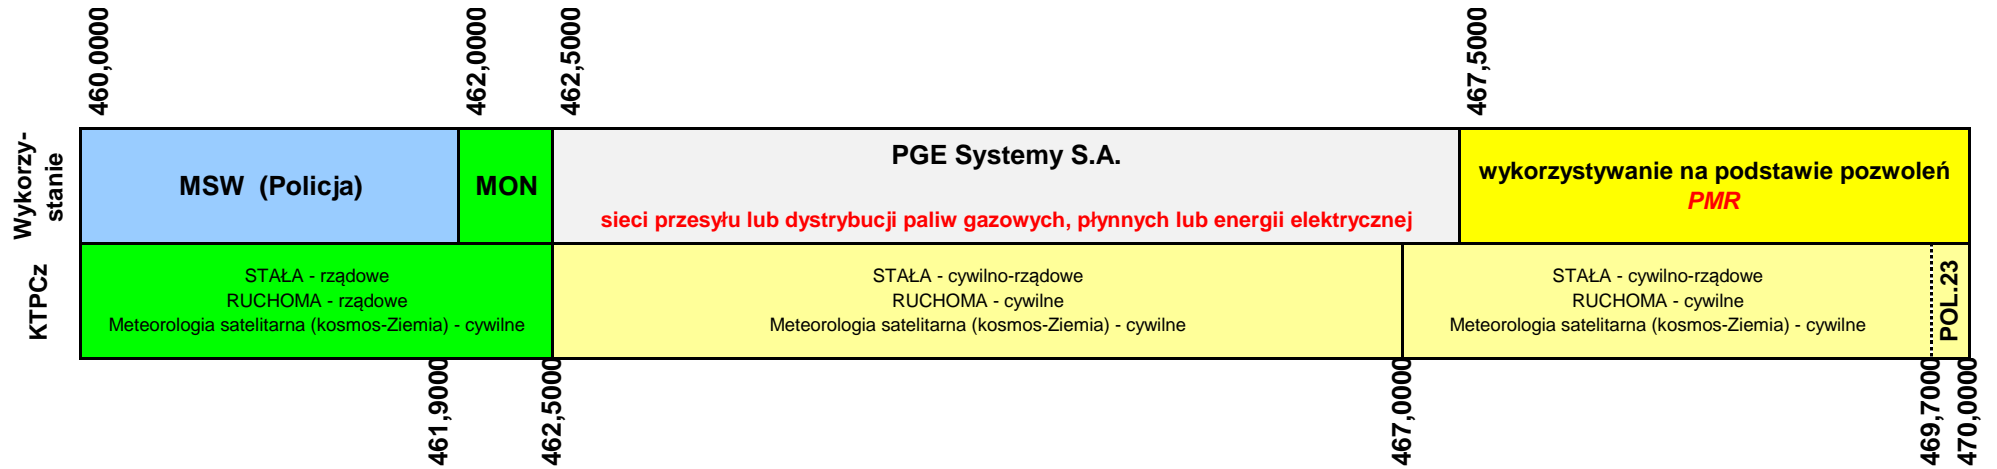 460,0000
462,0000
462,5000
467,5000
Wykorzy-
stanie
MSW (Policja)
MON
PGE Systemy S.A.
sieci przesyłu lub dystrybucji paliw gazowych, płynnych lub energii elektrycznej
wykorzystywanie na podstawie pozwoleń
PMR
KTPCz
STAŁA - rządowe
RUCHOMA - rządowe
Meteorologia satelitarna (kosmos-Ziemia) - cywilne
STAŁA - cywilno-rządowe
RUCHOMA - cywilne
Meteorologia satelitarna (kosmos-Ziemia) - cywilne
STAŁA - cywilno-rządowe
RUCHOMA - cywilne
Meteorologia satelitarna (kosmos-Ziemia) - cywilne
POL.23
461,9000
462,5000
467,0000
469,7000
470,0000